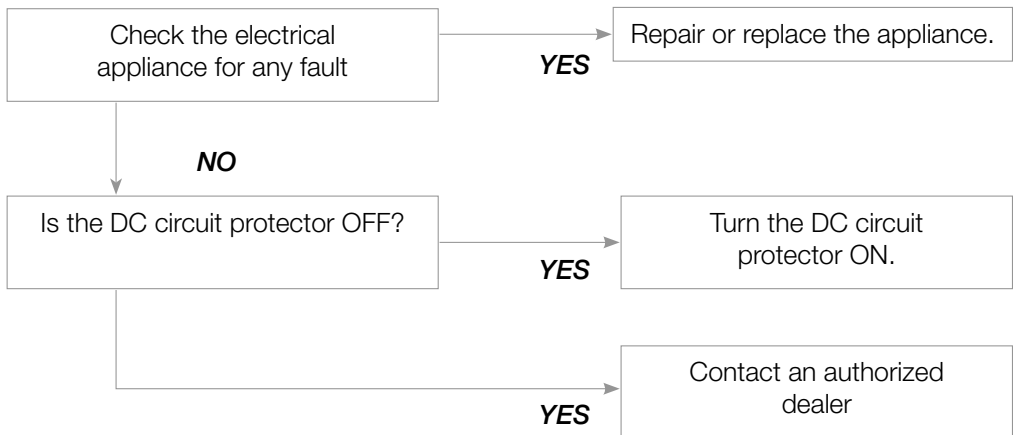 Check the electrical
appliance for any fault
YES
Repair or replace the appliance.
NO
Is the DC circuit protector OFF?
YES
Turn the DC circuit
protector ON.
YES
Contact an authorized
dealer